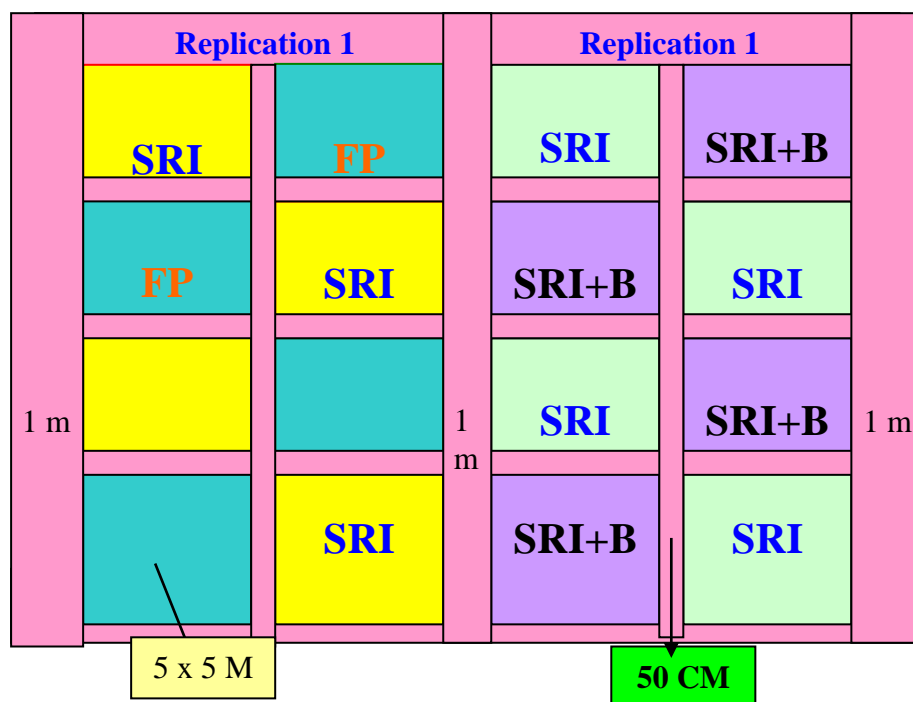 Replication 1
Replication 1
SRI
FP
SRI
SRI+B
FP
SRI
SRI+B
SRI
1 m
SRI
SRI+B
1
m
1 m
SRI
SRI+B
SRI
5 x 5 M
50 CM